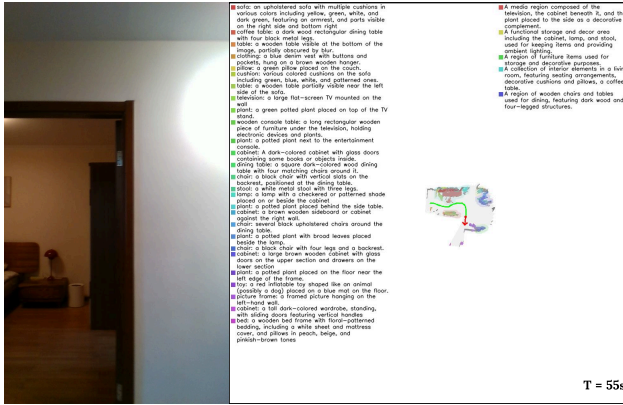 sofa: an upholstered sofa with multiple cushions in
various colors including yellow, green, white, and
dark green, featuring an armrest, and parts visible
on the right side and bottom right
coffee table: a dark wood rectangular dining table
with four black metal legs.
table: a wooden table visible at the bottom of the
image, partially obscured by blur.
clothing: a blue denim vest with buttons and
pockets, hung on a brown wooden hanger.
pillow: a green pillow placed on the couch.
cushion: various colored cushions on the sofa
including green, blue, white, and patterned ones.
table: a wooden table partially visible near the left
side of the sofa.
television: a large flat-screen TV mounted on the
wall
plant: a green potted plant placed on top of the TV
stand.
wooden console table: a long rectangular wooden
piece of furniture under the television, holding
electronic devices and plants.
plant: a potted plant next to the entertainment
console.
cabinet: A dark-colored cabinet with glass doors
containing some books or objects inside.
dining table: a square dark-colored wood dining
table with four matching chairs around it.
chair: a black chair with vertical slats on the
backrest, positioned at the dining table.
stool: a white metal stool with three legs.
lamp: a lamp with a checkered or patterned shade
placed on or beside the cabinet
plant: a potted plant placed behind the side table.
cabinet: a brown wooden sideboard or cabinet
against the right wall.
chair: several black upholstered chairs around the
dining table.
plant: a potted plant with broad leaves placed
beside the lamp.
chair: a black chair with four legs and a backrest.
cabinet: a large brown wooden cabinet with glass
doors on the upper section and drawers on the
lower section
plant: a potted plant placed on the floor near the
left edge of the frame.
toy: a red inflatable toy shaped like an animal
(possibly a dog) placed on a blue mat on the floor.
picture frame: a framed picture hanging on the
left-hand wall.
cabinet: a tall dark-colored wardrobe, standing,
with sliding doors featuring vertical handles
bed: a wooden bed frame with floral-patterned
bedding, including a white sheet and mattress
cover, and pillows in peach, beige, and
pinkish-brown tones
A media region composed of the
television, the cabinet beneath it, and the
plant placed to the side as a decorative
complement.
A functional storage and decor area
including the cabinet, lamp, and stool,
used for keeping items and providing
ambient lighting.
A region of furniture items used for
storage and decorative purposes.
A collection of interior elements in a livin
room, featuring seating arrangements,
decorative cushions and pillows, a coffee
table.
A region of wooden chairs and tables
used for dining, featuring dark wood and
four-legged structures.
T = 55s